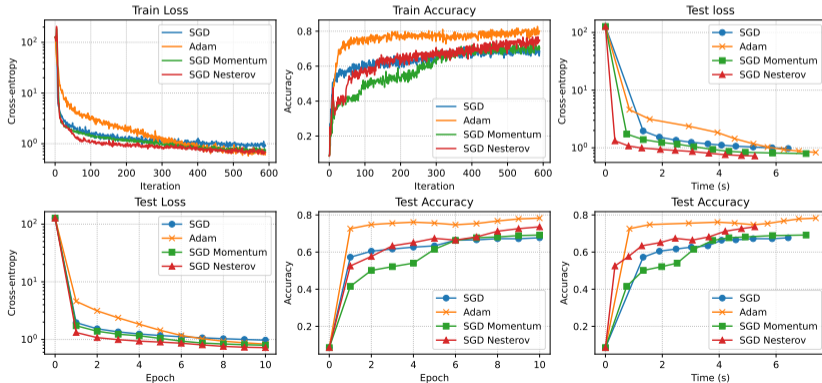 Train Loss
Cross-entropy
10²
10¹
10⁰
SGD
Adam
SGD Momentum
SGD Nesterov
0 100 200 300 400 500 600
Iteration
Train Accuracy
Accuracy
0.8
0.6
0.4
0.2
SGD
Adam
SGD Momentum
SGD Nesterov
0 100 200 300 400 500 600
Iteration
Test loss
Cross-entropy
10²
10¹
10⁰
SGD
Adam
SGD Momentum
SGD Nesterov
0 2 4 6
Time (s)
Test Loss
Cross-entropy
10²
10¹
10⁰
SGD
Adam
SGD Momentum
SGD Nesterov
0 2 4 6 8 10
Epoch
Test Accuracy
Accuracy
0.8
0.6
0.4
0.2
SGD
Adam
SGD Momentum
SGD Nesterov
0 2 4 6 8 10
Epoch
Test Accuracy
Accuracy
0.8
0.6
0.4
0.2
SGD
Adam
SGD Momentum
SGD Nesterov
0 2 4 6
Time (s)